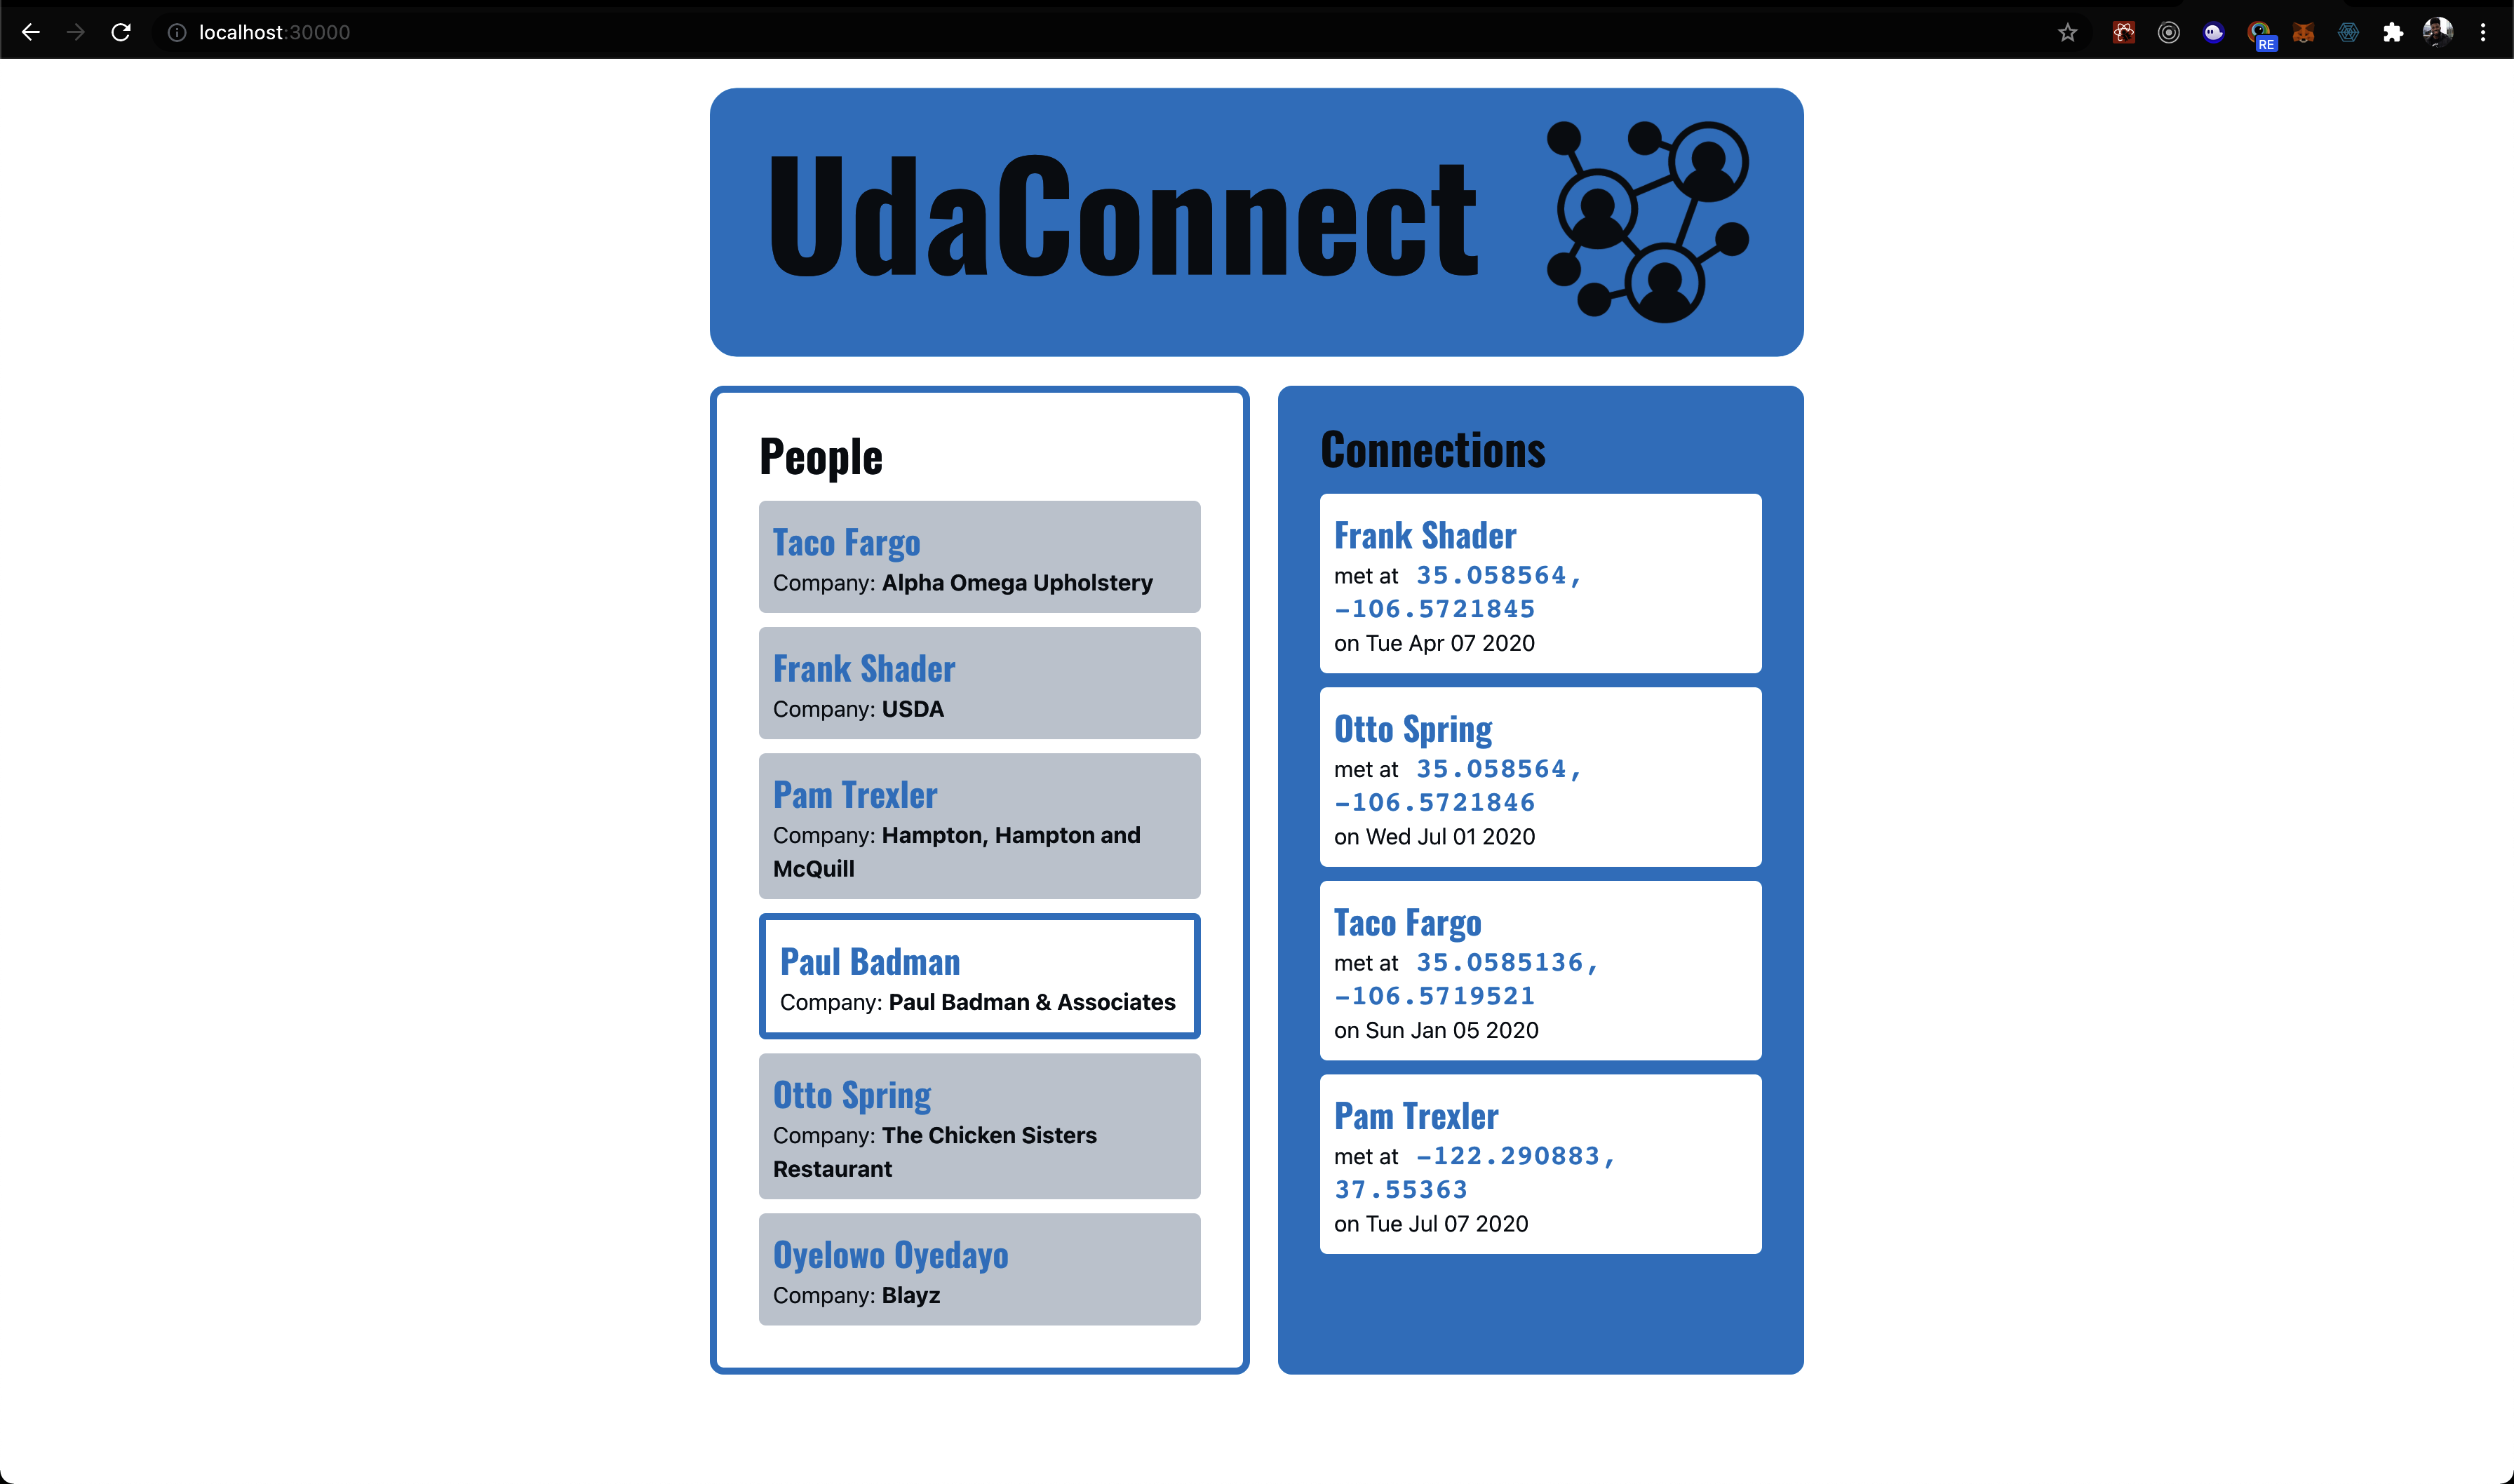 localhost:30000
RE
UdaConnect
People
Taco Fargo
Company: Alpha Omega Upholstery
Frank Shader
Company: USDA
Pam Trexler
Company: Hampton, Hampton and
McQuill
Paul Badman
Company: Paul Badman & Associates
Otto Spring
Company: The Chicken Sisters
Restaurant
Oyelowo Oyedayo
Company: Blayz
Connections
Frank Shader
met at 35.058564,
-106.5721845
on Tue Apr 07 2020
Otto Spring
met at 35.058564,
-106.5721846
on Wed Jul 01 2020
Taco Fargo
met at 35.0585136,
-106.5719521
on Sun Jan 05 2020
Pam Trexler
met at -122.290883,
37.55363
on Tue Jul 07 2020